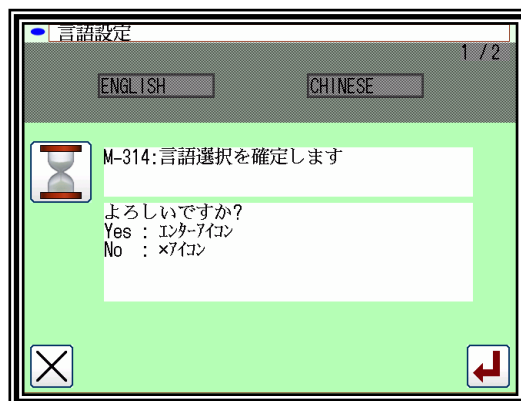 言語設定
1 /2
ENGLISH CHINESE
M-314:言語選択を確定します
よろしいですか?
Yes : ｴﾝﾀｰｱｲｺﾝ
No : ×ｱｲｺﾝ